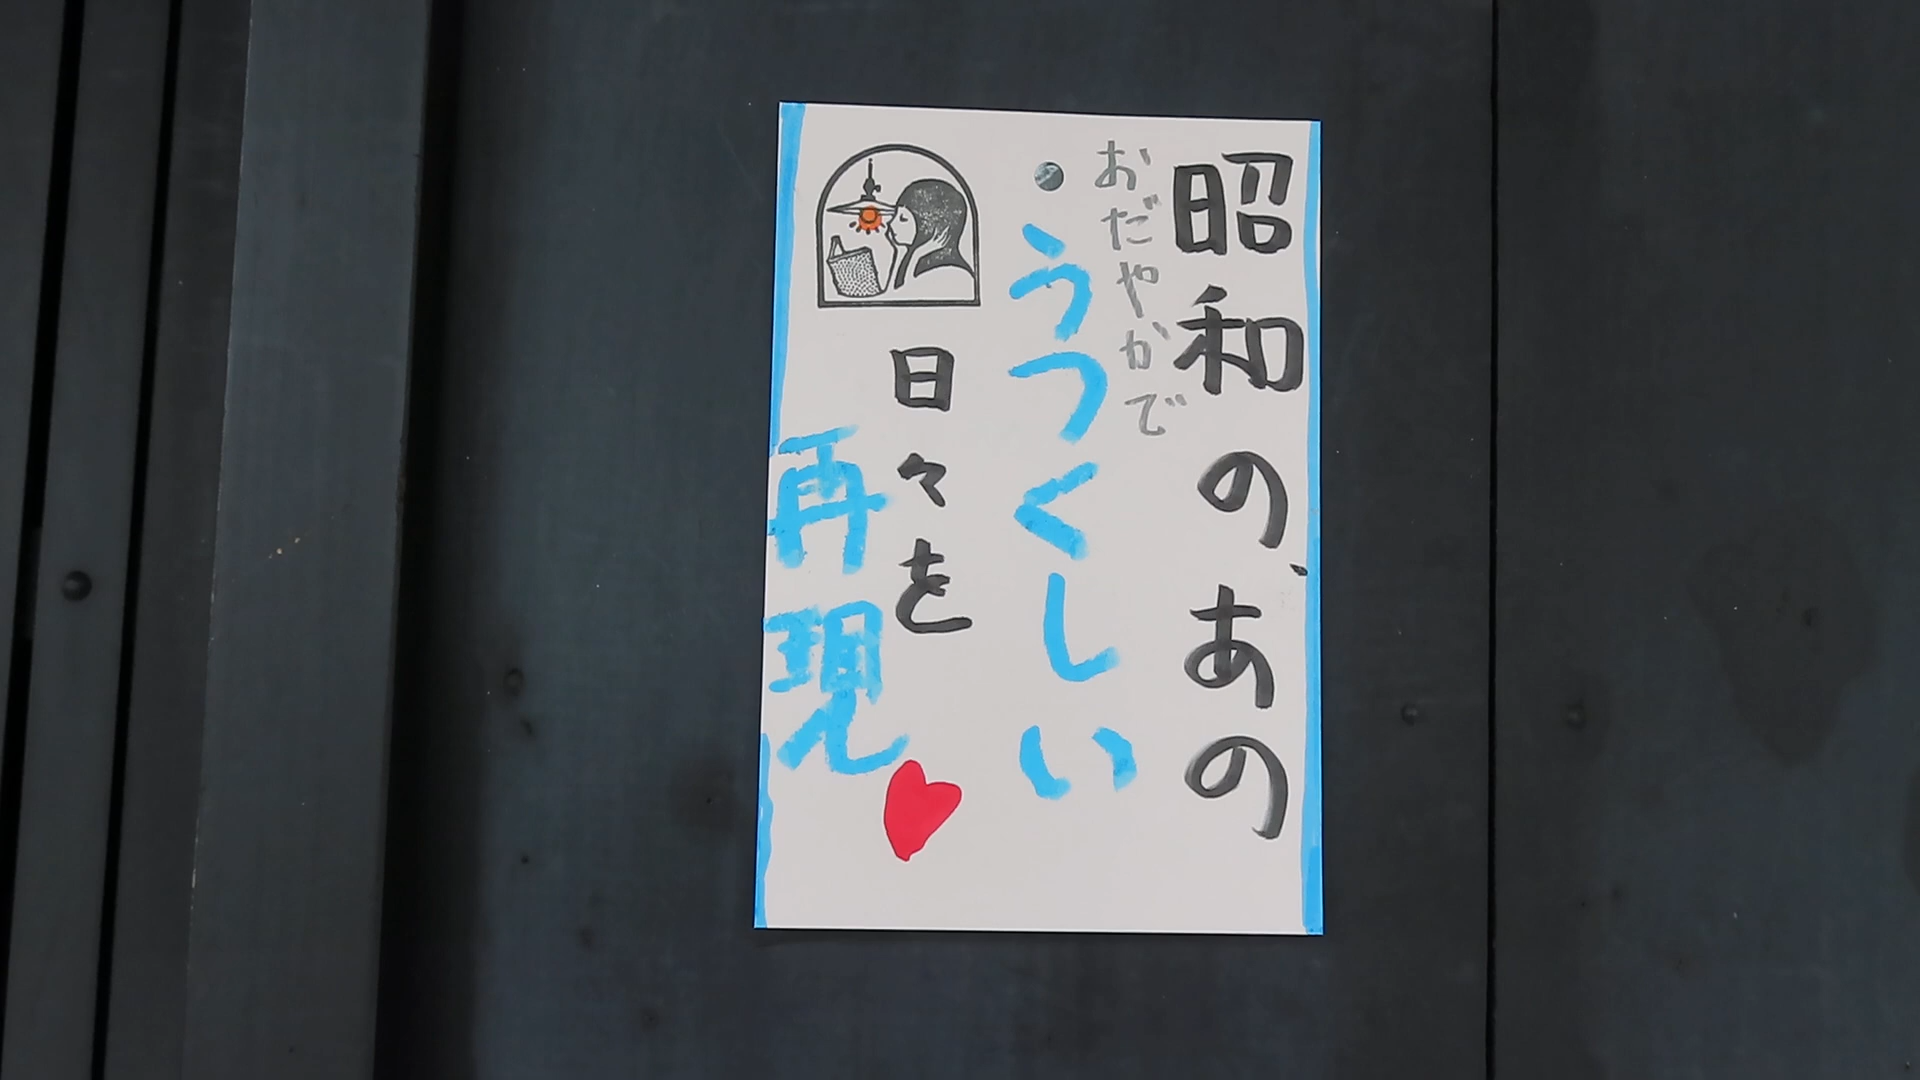 昭和のあの
おだやかで
うつくしい
日々を
再現